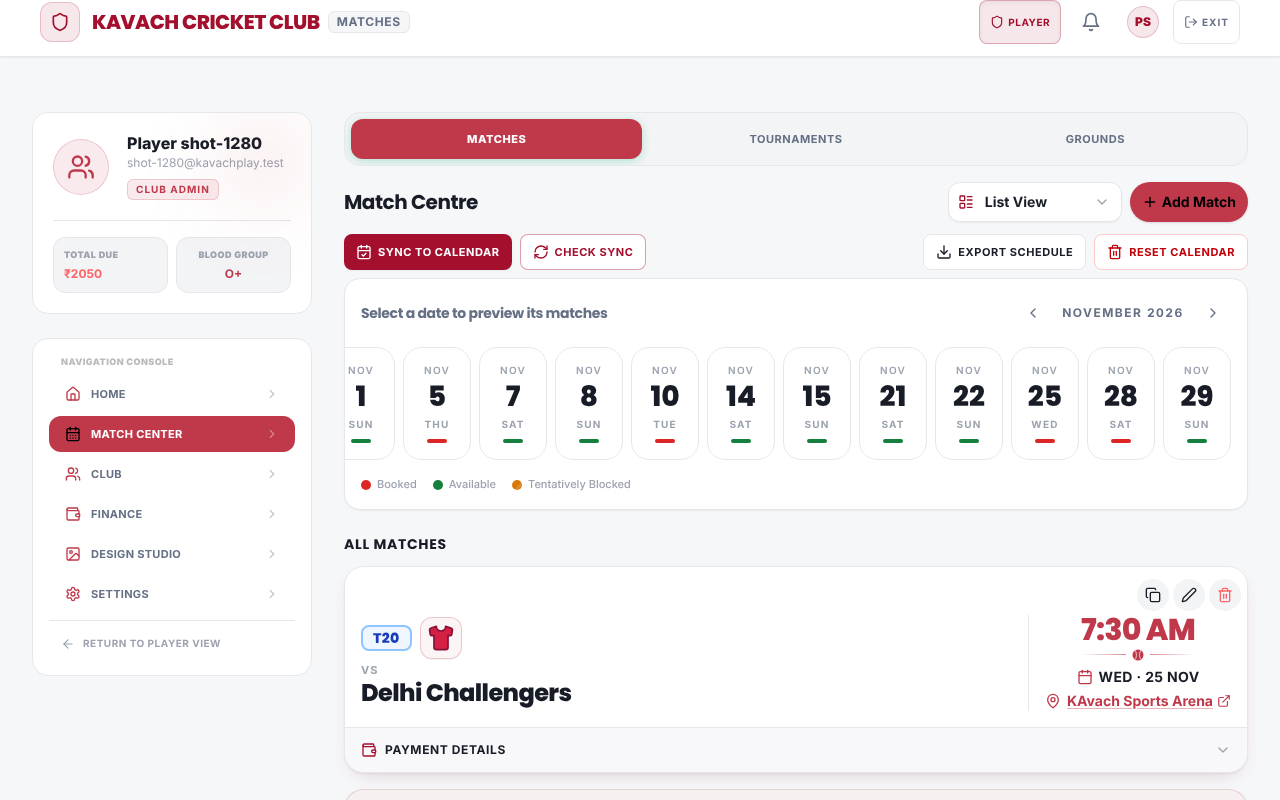 KAVACH CRICKET CLUB MATCHES
PLAYER
PS
EXIT
Player shot-1280
shot-1280@kavachplay.test
CLUB ADMIN
TOTAL DUE
₹2050
BLOOD GROUP
O+
NAVIGATION CONSOLE
HOME
MATCH CENTER
CLUB
FINANCE
DESIGN STUDIO
SETTINGS
RETURN TO PLAYER VIEW
MATCHES
TOURNAMENTS
GROUNDS
Match Centre
List View
+ Add Match
SYNC TO CALENDAR
CHECK SYNC
EXPORT SCHEDULE
RESET CALENDAR
Select a date to preview its matches
NOVEMBER 2026
NOV
1
SUN
NOV
5
THU
NOV
7
SAT
NOV
8
SUN
NOV
10
TUE
NOV
14
SAT
NOV
15
SUN
NOV
21
SAT
NOV
22
SUN
NOV
25
WED
NOV
28
SAT
NOV
29
SUN
Booked
Available
Tentatively Blocked
ALL MATCHES
T20
VS
Delhi Challengers
7:30 AM
WED · 25 NOV
KAvach Sports Arena
PAYMENT DETAILS